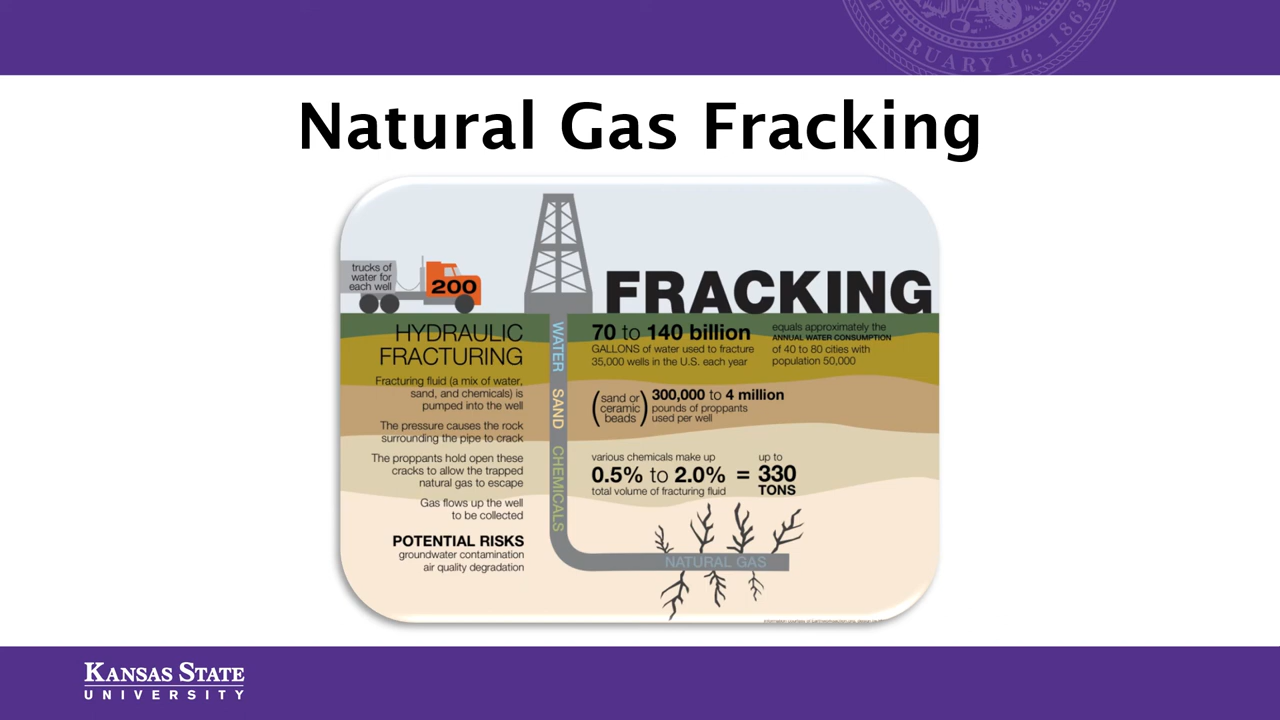 FEBRUARY 16, 1863
Natural Gas Fracking
trucks of
water for
each well
200
FRACKING
HYDRAULIC
FRACTURING
Fracturing fluid (a mix of water,
sand, and chemicals) is
pumped into the well
The pressure causes the rock
surrounding the pipe to crack
The proppants hold open these
cracks to allow the trapped
natural gas to escape
Gas flows up the well
to be collected
POTENTIAL RISKS
groundwater contamination
air quality degradation
WATER
SAND
CHEMICALS
NATURAL GAS
70 to 140 billion
GALLONS of water used to fracture
35,000 wells in the U.S. each year
equals approximately the
ANNUAL WATER CONSUMPTION
of 40 to 80 cities with
population 50,000
(sand or
ceramic
beads)
300,000 to 4 million
pounds of proppants
used per well
various chemicals make up
0.5% to 2.0%
total volume of fracturing fluid
=
up to
330
TONS
KANSAS STATE
UNIVERSITY